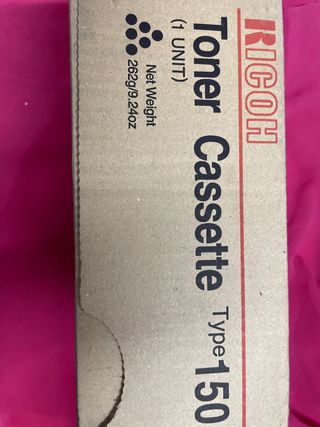 RICOH
Toner Cassette Type 150
(1 UNIT)
Net Weight
262g/9.24oz